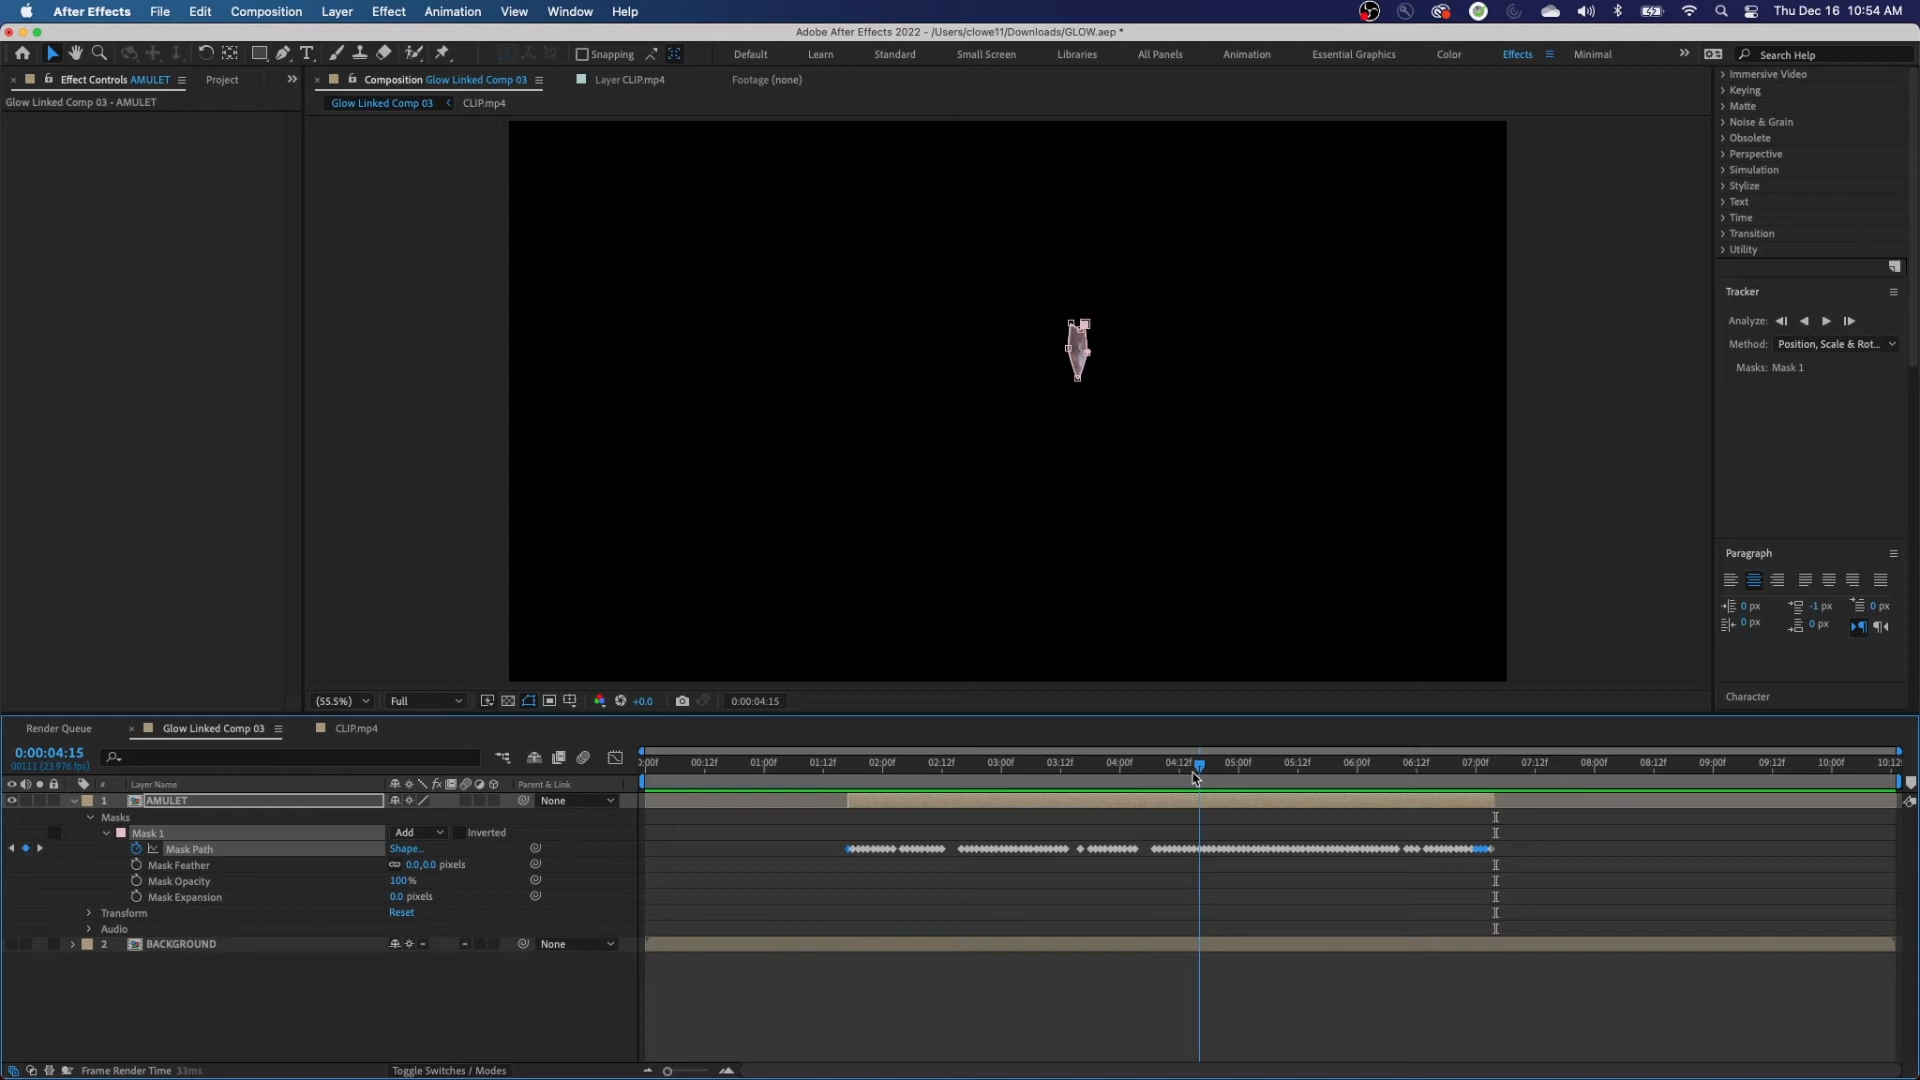 After Effects File Edit Composition Layer Effect Animation View Window Help Thu Dec 16 10:54 AM
Adobe After Effects 2022 - /Users/clowe11/Downloads/GLOW.aep *
Snapping Default Learn Standard Small Screen Libraries All Panels Animation Essential Graphics Color Effects Minimal Search Help
Effect Controls AMULET Project Composition Glow Linked Comp 03 Layer CLIP.mp4 Footage (none)
Glow Linked Comp 03 - AMULET Glow Linked Comp 03 CLIP.mp4
Immersive Video
Keying
Matte
Noise & Grain
Obsolete
Perspective
Simulation
Stylize
Text
Time
Transition
Utility
Tracker
Analyze:
Method: Position, Scale & Rot...
Masks: Mask 1
Paragraph
0 px -1 px 0 px
0 px 0 px
Character
(55.5%) Full +0.0 0:00:04:15
Render Queue Glow Linked Comp 03 CLIP.mp4
0:00:04:15
00111 (23.976 fps)
0:00f 00:12f 01:00f 01:12f 02:00f 02:12f 03:00f 03:12f 04:00f 04:12f 05:00f 05:12f 06:00f 06:12f 07:00f 07:12f 08:00f 08:12f 09:00f 09:12f 10:00f 10:12
# Layer Name fx Parent & Link
1 AMULET None
Masks
Mask 1 Add Inverted
Mask Path Shape...
Mask Feather 0.0,0.0 pixels
Mask Opacity 100%
Mask Expansion 0.0 pixels
Transform Reset
Audio
2 BACKGROUND None
Frame Render Time 33ms Toggle Switches / Modes